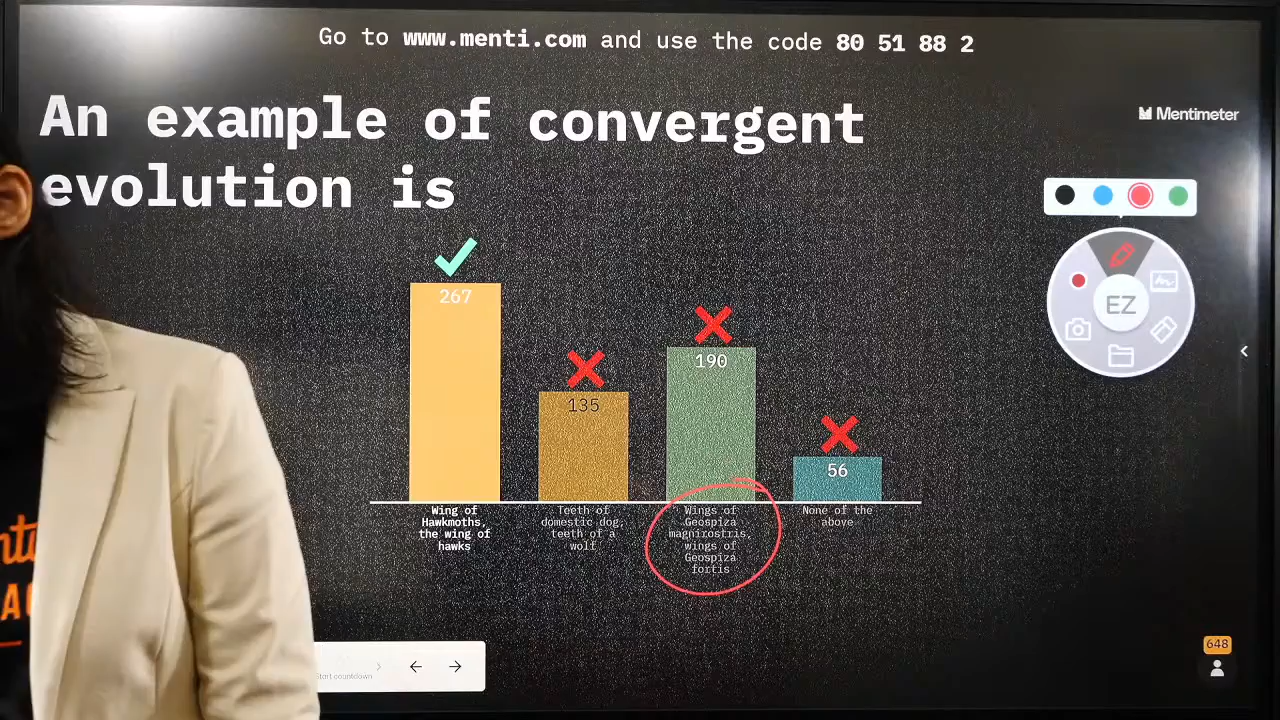 Go to www.menti.com and use the code 80 51 88 2
An example of convergent
evolution is
Mentimeter
EZ
267
135
190
56
Wing of
Hawkmoths,
the wing of
hawks
Teeth of
domestic dog,
teeth of a
wolf
Wings of
Geospiza
magnirostris,
wings of
Geospiza
fortis
None of the
above
Start countdown
648